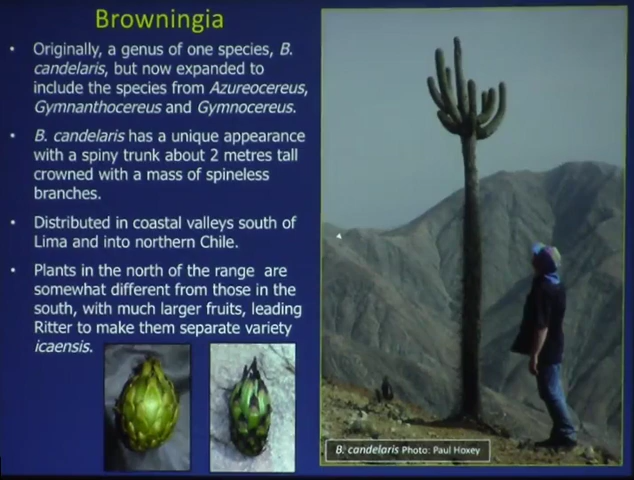 Browningia
• Originally, a genus of one species, B.
candelaris, but now expanded to
include the species from Azureocereus,
Gymnanthocereus and Gymnocereus.
• B. candelaris has a unique appearance
with a spiny trunk about 2 metres tall
crowned with a mass of spineless
branches.
• Distributed in coastal valleys south of
Lima and into northern Chile.
• Plants in the north of the range are
somewhat different from those in the
south, with much larger fruits, leading
Ritter to make them separate variety
icaensis.
B. candelaris Photo: Paul Hoxey